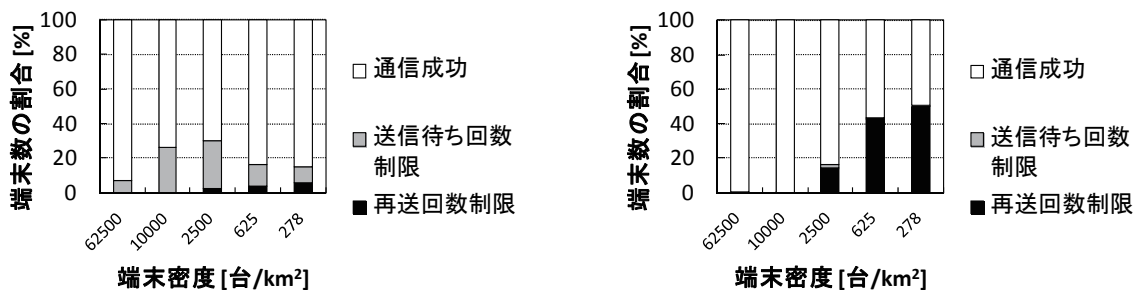 端末数の割合 [%]
100
80
60
40
20
0
62500
10000
2500
625
278
端末密度 [台/km²]
通信成功
送信待ち回数
制限
再送回数制限
端末数の割合 [%]
100
80
60
40
20
0
62500
10000
2500
625
278
端末密度 [台/km²]
通信成功
送信待ち回数
制限
再送回数制限